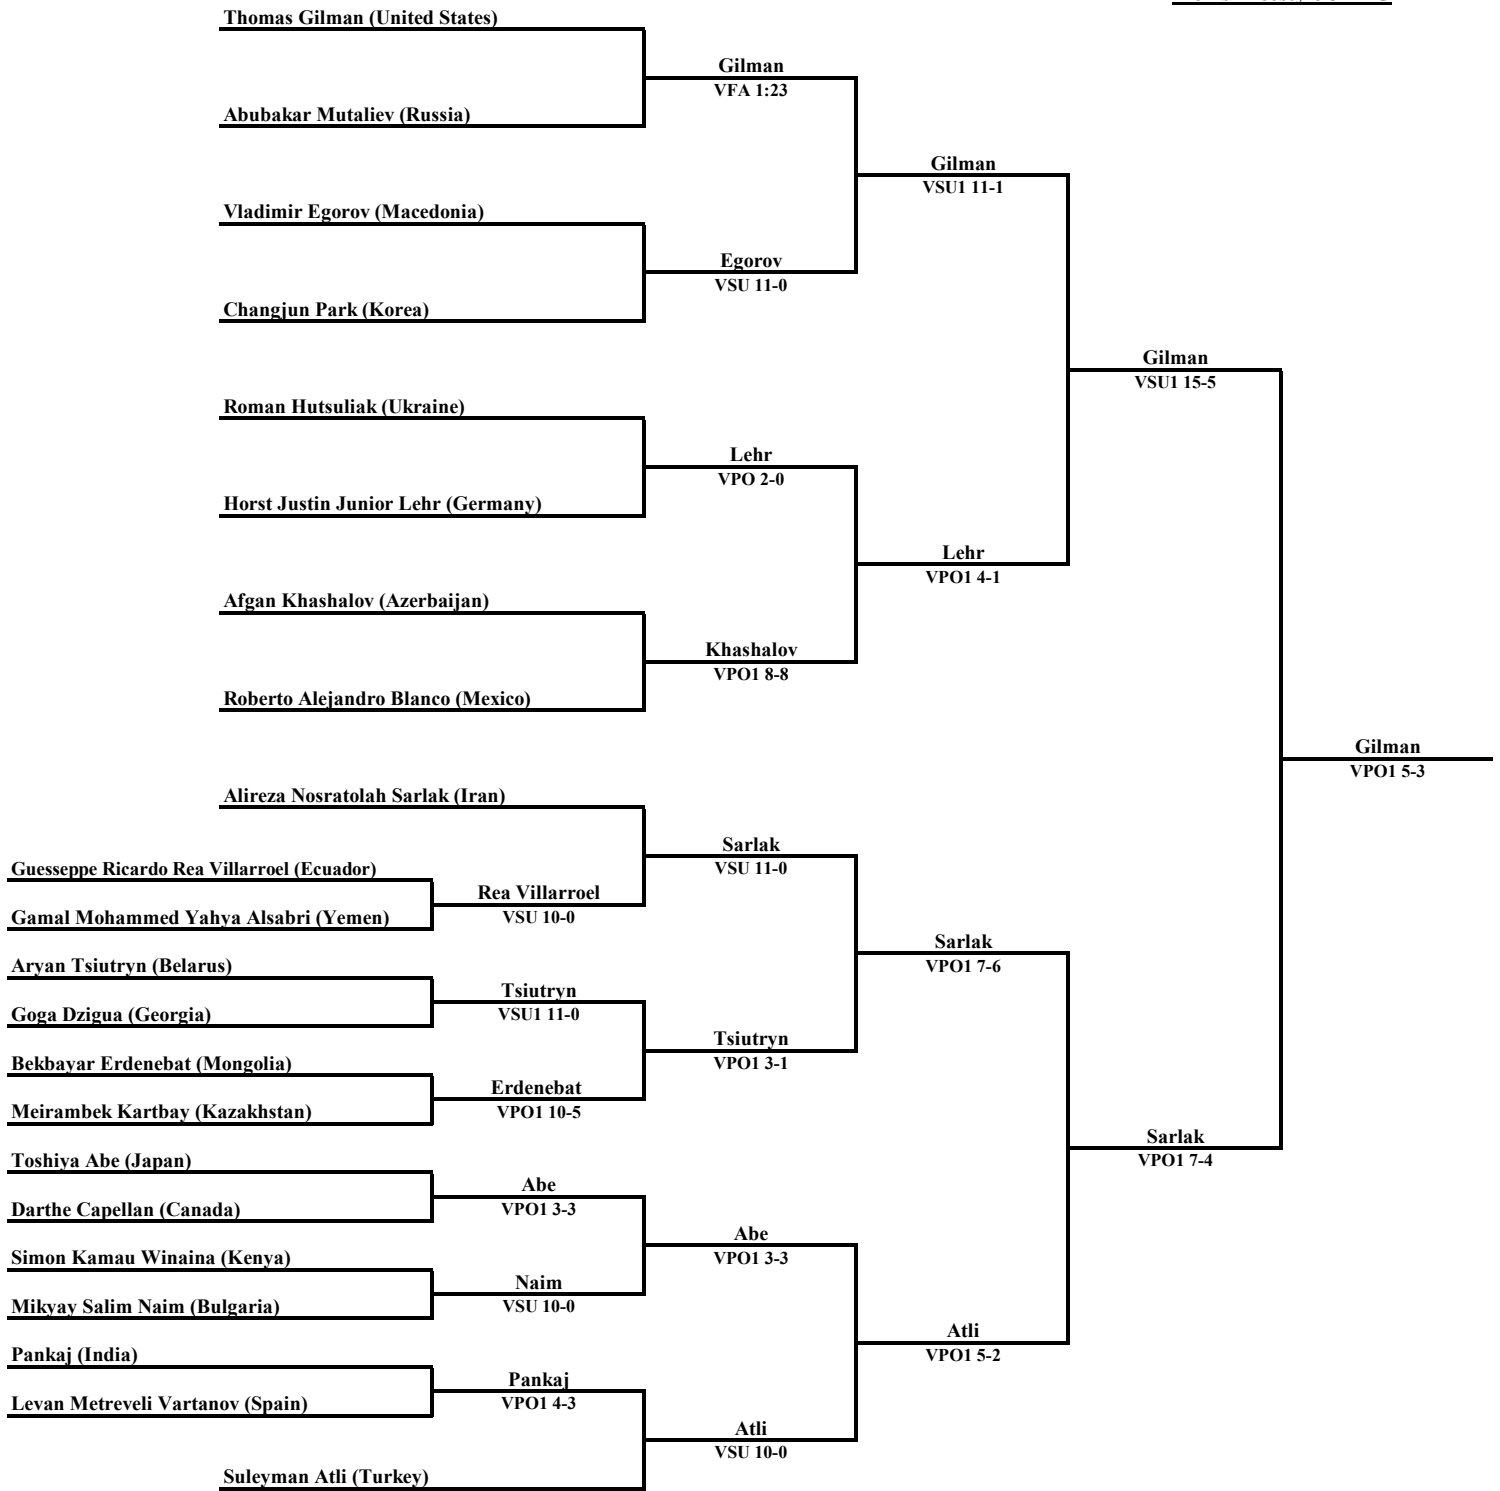 Thomas Gilman (United States)
Gilman
VFA 1:23
Abubakar Mutaliev (Russia)
Gilman
VSU1 11-1
Vladimir Egorov (Macedonia)
Egorov
VSU 11-0
Changjun Park (Korea)
Gilman
VSU1 15-5
Roman Hutsuliak (Ukraine)
Lehr
VPO 2-0
Horst Justin Junior Lehr (Germany)
Lehr
VPO1 4-1
Afgan Khashalov (Azerbaijan)
Khashalov
VPO1 8-8
Roberto Alejandro Blanco (Mexico)
Gilman
VPO1 5-3
Alireza Nosratolah Sarlak (Iran)
Sarlak
VSU 11-0
Guesseppe Ricardo Rea Villarroel (Ecuador)
Rea Villarroel
VSU 10-0
Gamal Mohammed Yahya Alsabri (Yemen)
Sarlak
VPO1 7-6
Aryan Tsiutryn (Belarus)
Tsiutryn
VSU1 11-0
Goga Dzigua (Georgia)
Tsiutryn
VPO1 3-1
Bekbayar Erdenebat (Mongolia)
Erdenebat
VPO1 10-5
Meirambek Kartbay (Kazakhstan)
Sarlak
VPO1 7-4
Toshiya Abe (Japan)
Abe
VPO1 3-3
Darthe Capellan (Canada)
Abe
VPO1 3-3
Simon Kamau Winaina (Kenya)
Naim
VSU 10-0
Mikyay Salim Naim (Bulgaria)
Atli
VPO1 5-2
Pankaj (India)
Pankaj
VPO1 4-3
Levan Metreveli Vartanov (Spain)
Atli
VSU 10-0
Suleyman Atli (Turkey)